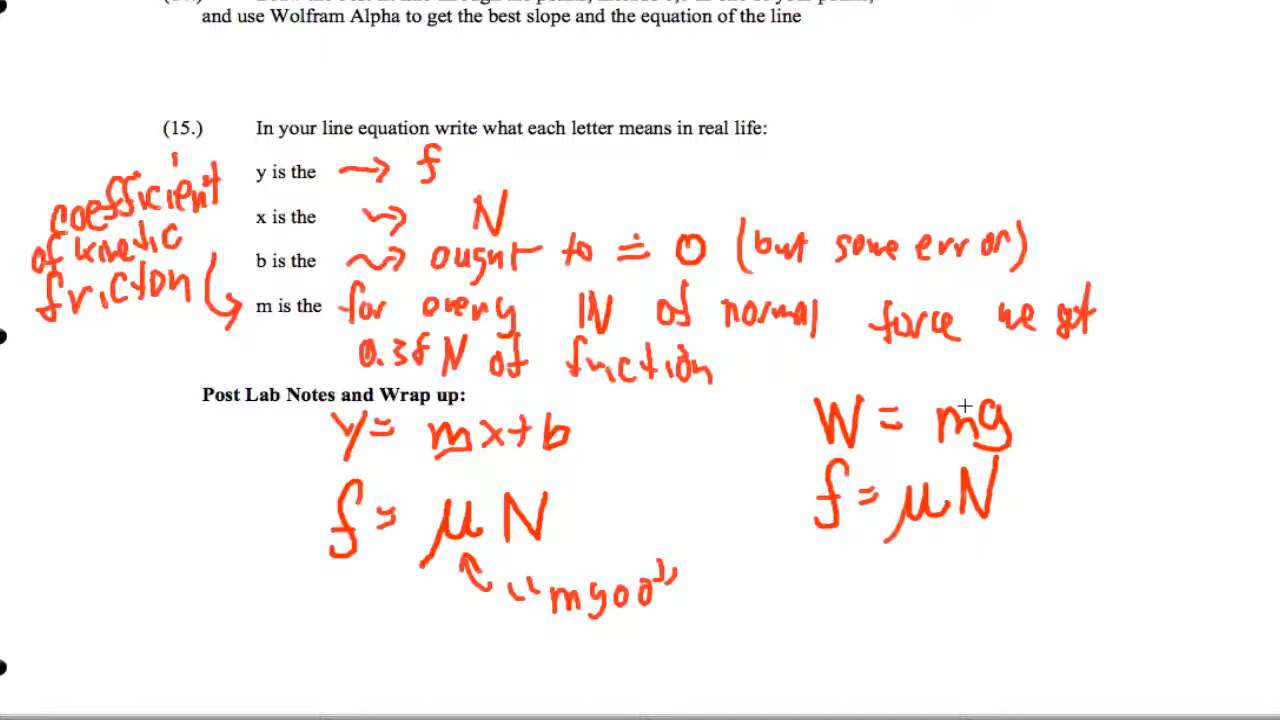 and use Wolfram Alpha to get the best slope and the equation of the line
(15.) In your line equation write what each letter means in real life:
y is the → f
x is the → N
b is the → ought to = 0 (but some error)
m is the for every 1N of normal force we get
0.38 N of friction
coefficient
of kinetic
friction
Post Lab Notes and Wrap up:
y = mx+b
f = μN
"myoo"
W = mg
f = μN